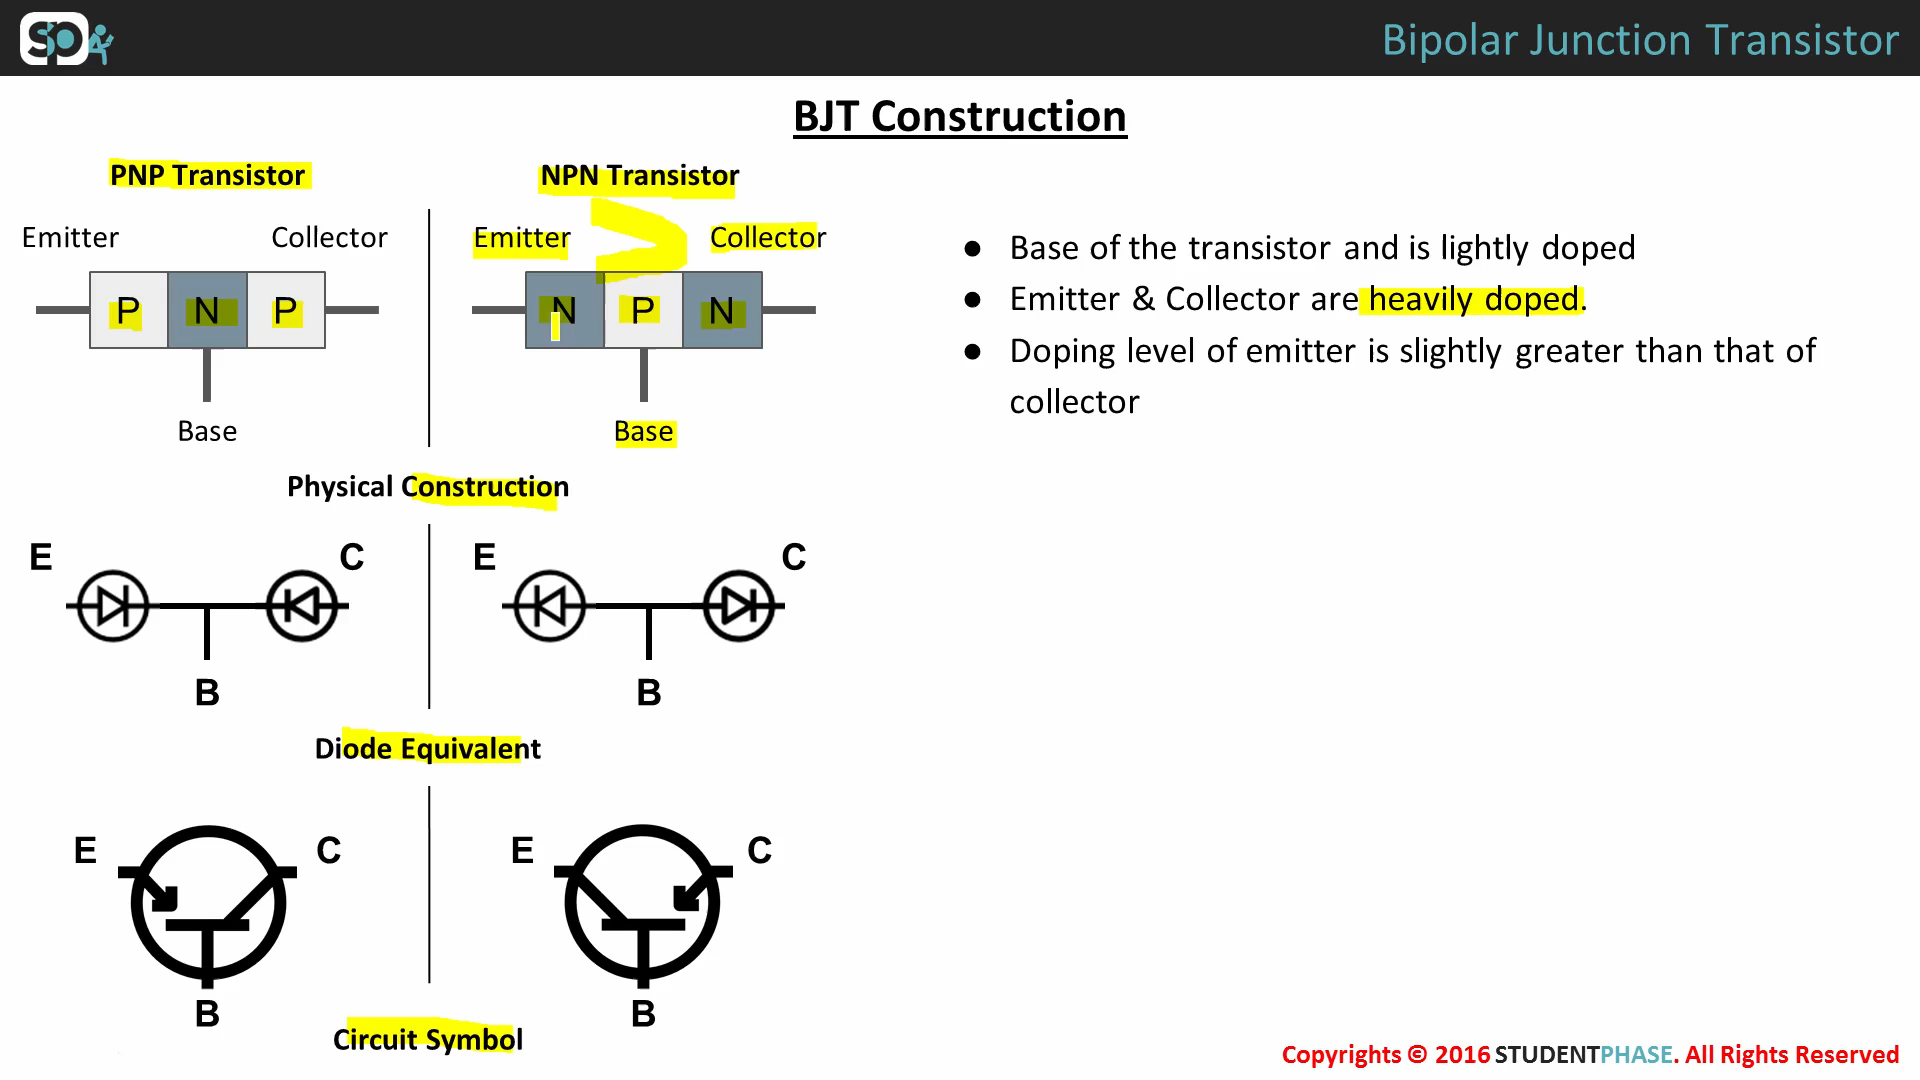 SP
Bipolar Junction Transistor
BJT Construction
PNP Transistor
NPN Transistor
Emitter
Collector
P
N
P
Base
Emitter
Collector
N
P
N
Base
Physical Construction
● Base of the transistor and is lightly doped
● Emitter & Collector are heavily doped.
● Doping level of emitter is slightly greater than that of
collector
E
C
B
E
C
B
Diode Equivalent
E
C
B
E
C
B
Circuit Symbol
Copyrights © 2016 STUDENTPHASE. All Rights Reserved